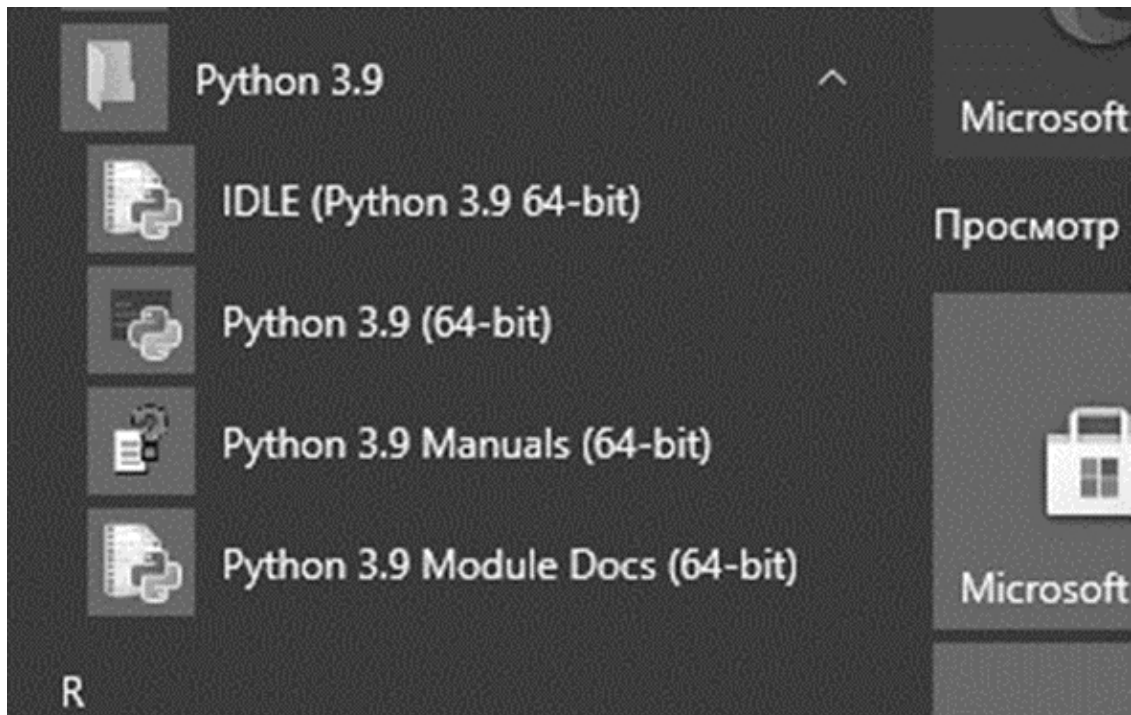 Python 3.9
IDLE (Python 3.9 64-bit)
Python 3.9 (64-bit)
Python 3.9 Manuals (64-bit)
Python 3.9 Module Docs (64-bit)
R
Microsoft
Просмотр
Microsoft